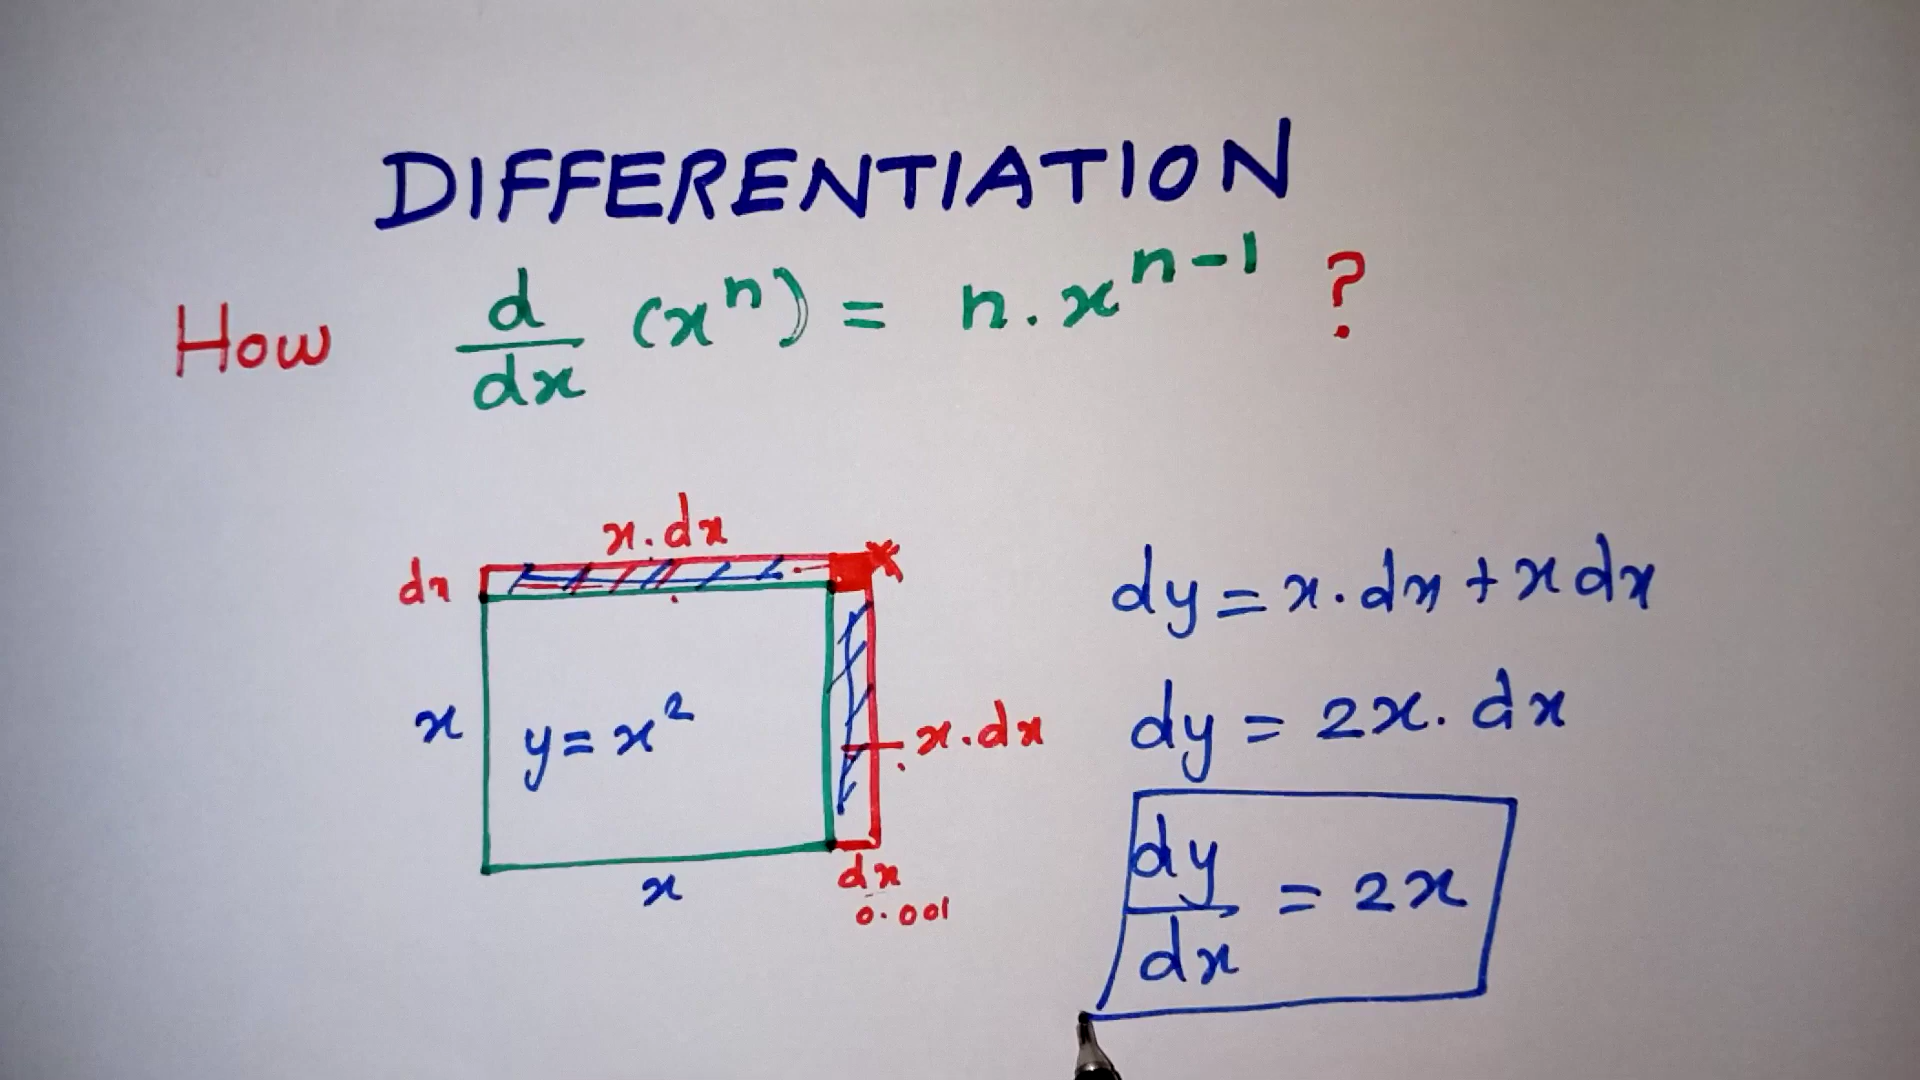 DIFFERENTIATION
How d/dx (xⁿ) = n.xⁿ⁻¹ ?
x.dx
dx
x
y = x²
x.dx
x
dx
0.001
dy = x.dx + x dx
dy = 2x.dx
dy/dx = 2x